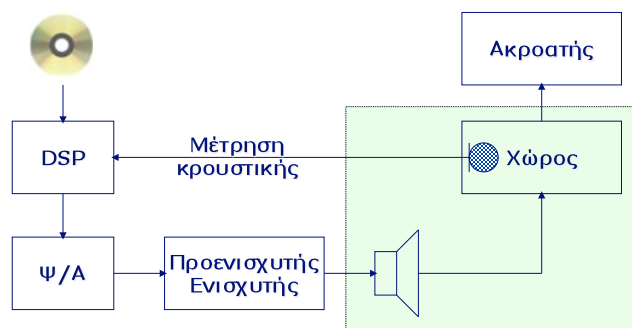 Ακροατής
DSP
Μέτρηση
κρουστικής
Χώρος
Ψ/Α
Προενισχυτής
Ενισχυτής